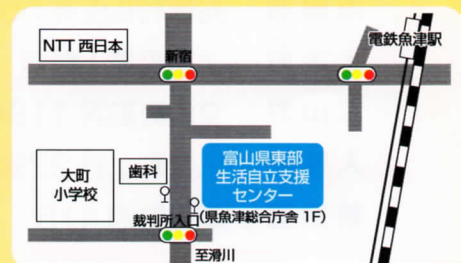 NTT 西日本
新宿
電鉄魚津駅
大町
小学校
歯科
富山県東部
生活自立支援
センター
(県魚津総合庁舎 1F)
裁判所入口
至滑川